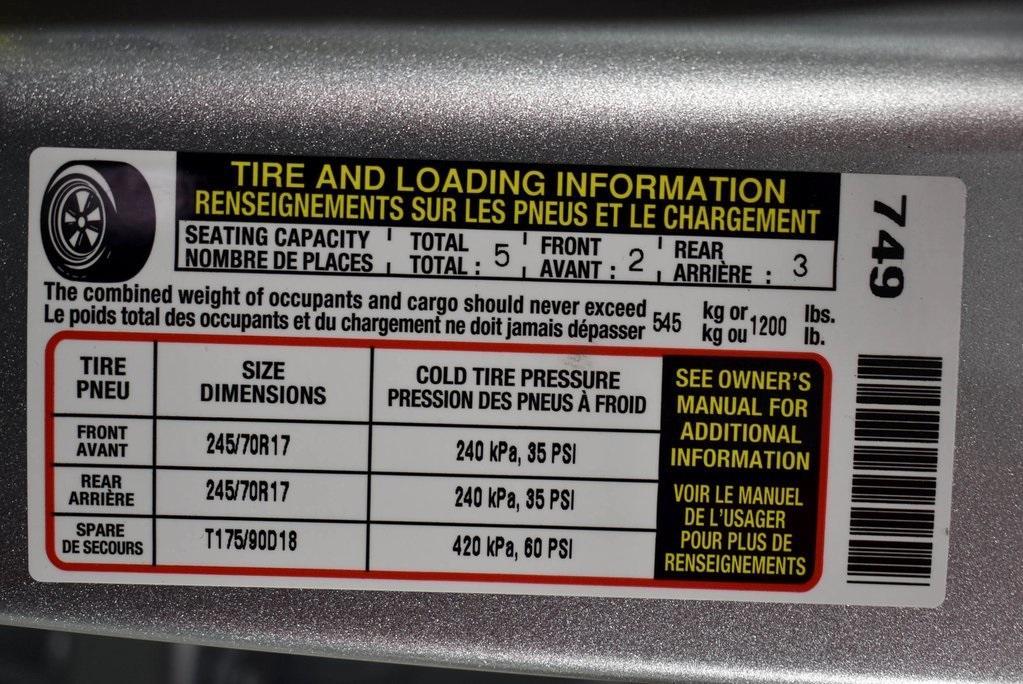 TIRE AND LOADING INFORMATION
RENSEIGNEMENTS SUR LES PNEUS ET LE CHARGEMENT
SEATING CAPACITY TOTAL FRONT REAR
NOMBRE DE PLACES TOTAL : 5 AVANT : 2 ARRIÈRE : 3
749
The combined weight of occupants and cargo should never exceed kg or lbs.
Le poids total des occupants et du chargement ne doit jamais dépasser 545 kg ou 1200 lb.
TIRE SIZE COLD TIRE PRESSURE
PNEU DIMENSIONS PRESSION DES PNEUS À FROID
FRONT
AVANT 245/70R17 240 kPa, 35 PSI
REAR
ARRIÈRE 245/70R17 240 kPa, 35 PSI
SPARE
DE SECOURS T175/90D18 420 kPa, 60 PSI
SEE OWNER'S
MANUAL FOR
ADDITIONAL
INFORMATION
VOIR LE MANUEL
DE L'USAGER
POUR PLUS DE
RENSEIGNEMENTS